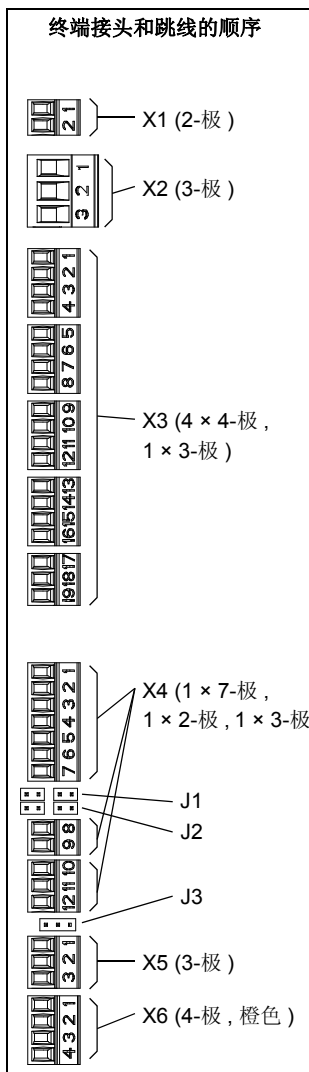 终端接头和跳线的顺序
2 1
X1 (2-极 )
3 2 1
X2 (3-极 )
4 3 2 1
8 7 6 5
12 11 10 9
X3 (4 × 4-极 ,
1 × 3-极 )
16 15 14 13
19 18 17
7 6 5 4 3 2 1
X4 (1 × 7-极 ,
1 × 2-极 , 1 × 3-极
J1
J2
9 8
12 11 10
J3
3 2 1
X5 (3-极 )
4 3 2 1
X6 (4-极 , 橙色 )